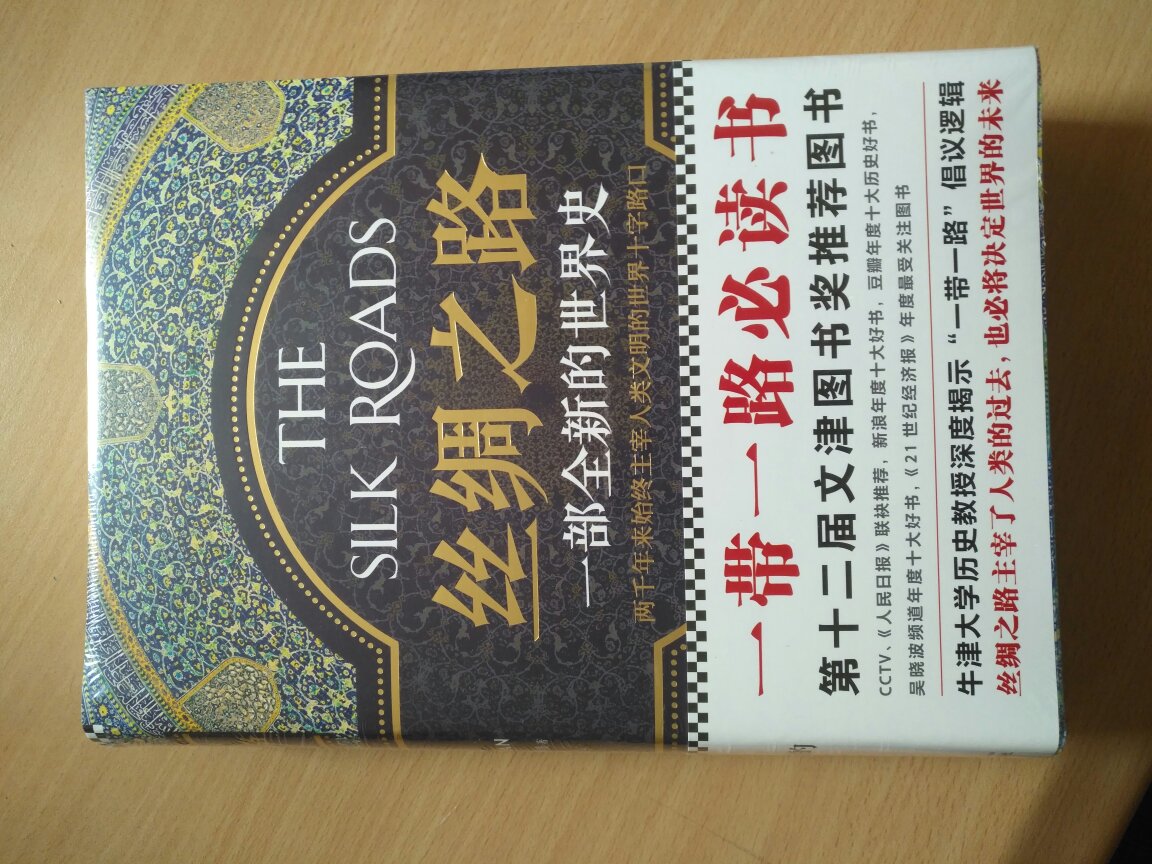 THE
SILK ROADS
丝绸之路
一部全新的世界史
两千年来始终主宰人类文明的世界十字路口
一带一路必读书
第十二届文津图书奖推荐图书
CCTV、《人民日报》联袂推荐，新浪年度十大好书，豆瓣年度十大历史好书，
吴晓波频道年度十大好书，《21世纪经济报》年度最受关注图书
牛津大学历史教授深度揭示“一带一路”倡议逻辑
丝绸之路主宰了人类的过去，也必将决定世界的未来